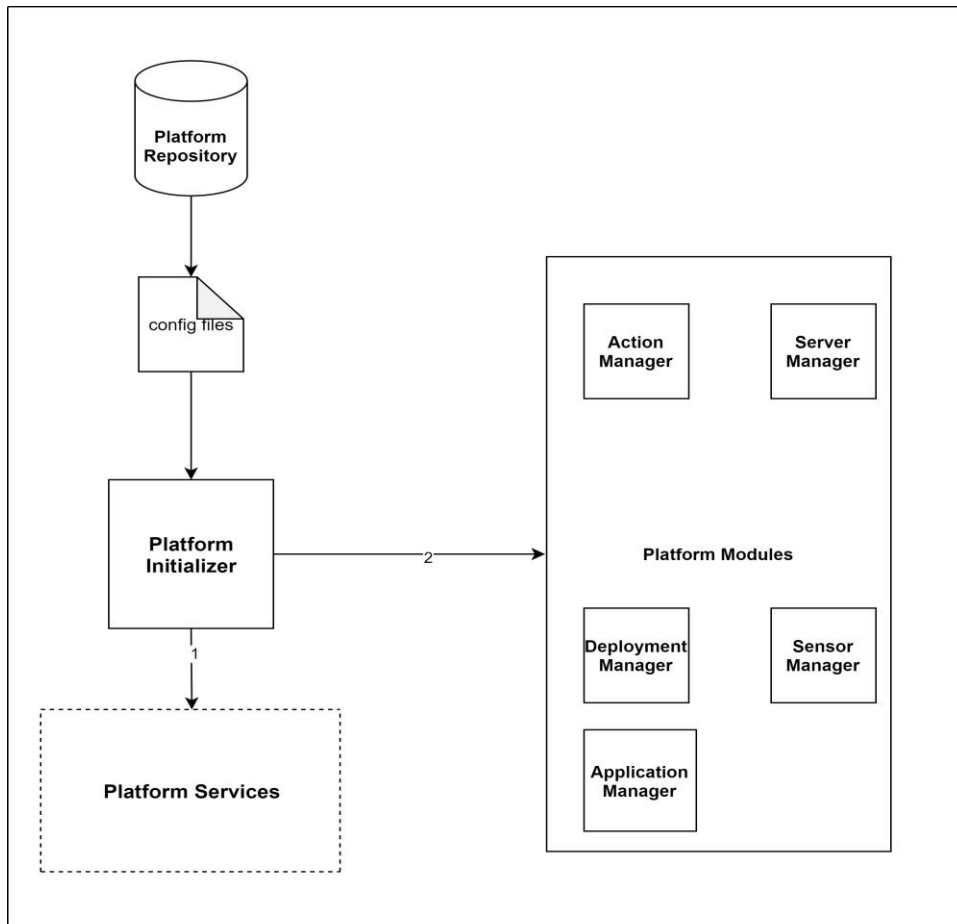 Platform
Repository
config files
Action
Manager
Server
Manager
Platform
Initializer
2
Platform Modules
1
Deployment
Manager
Sensor
Manager
Platform Services
Application
Manager